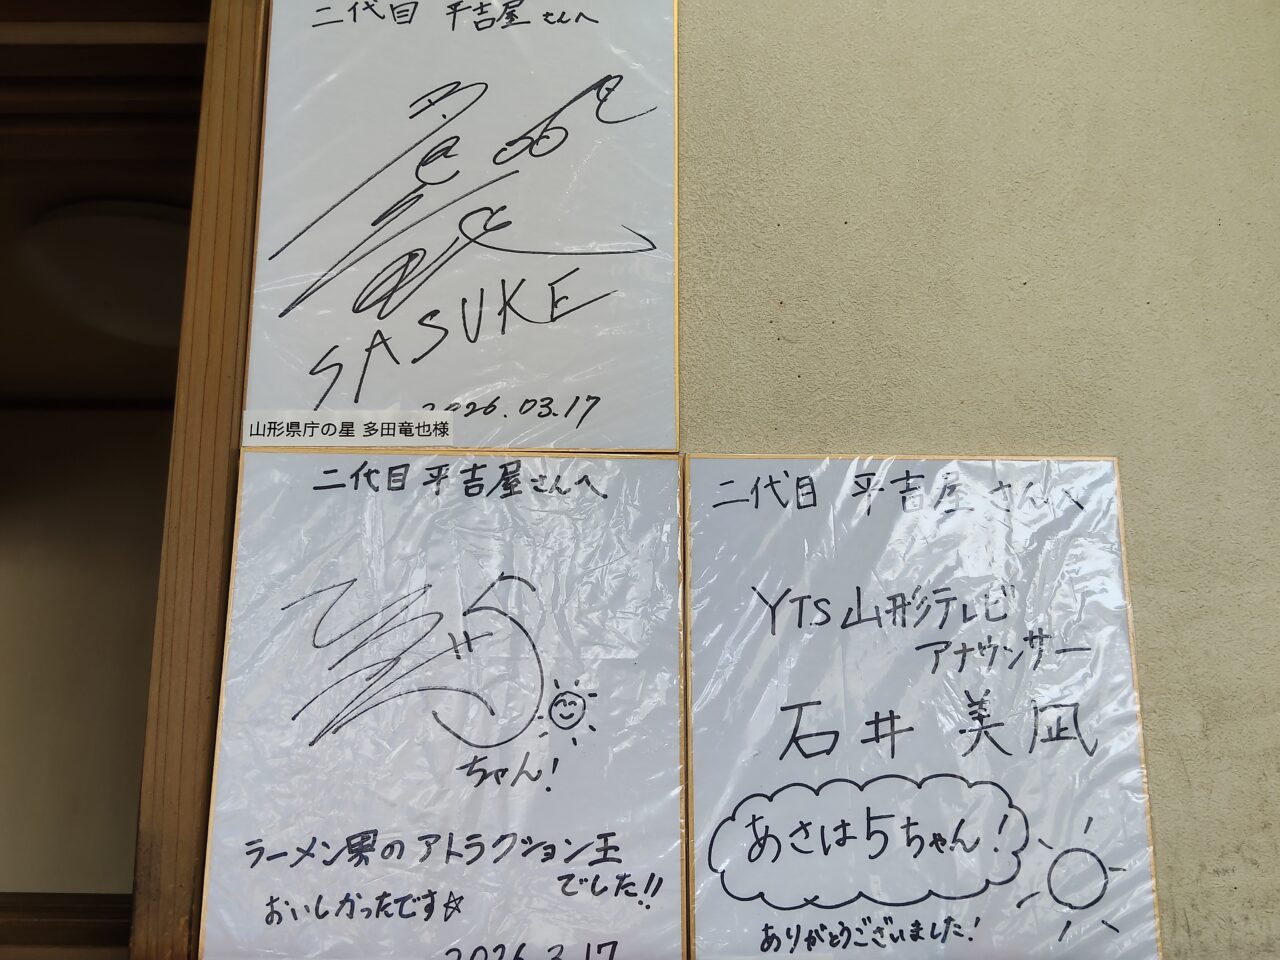 二代目 平吉屋さんへ
SASUKE
2026.03.17
山形県庁の星 多田竜也様
二代目 平吉屋さんへ
ちゃん!
ラーメン界のアトラクション王
でした!!
おいしかったです☆
2026.3.17
二代目 平吉屋さんへ
YTS山形テレビ
アナウンサー
石井 美凪
あさは5ちゃん!
ありがとうございました!